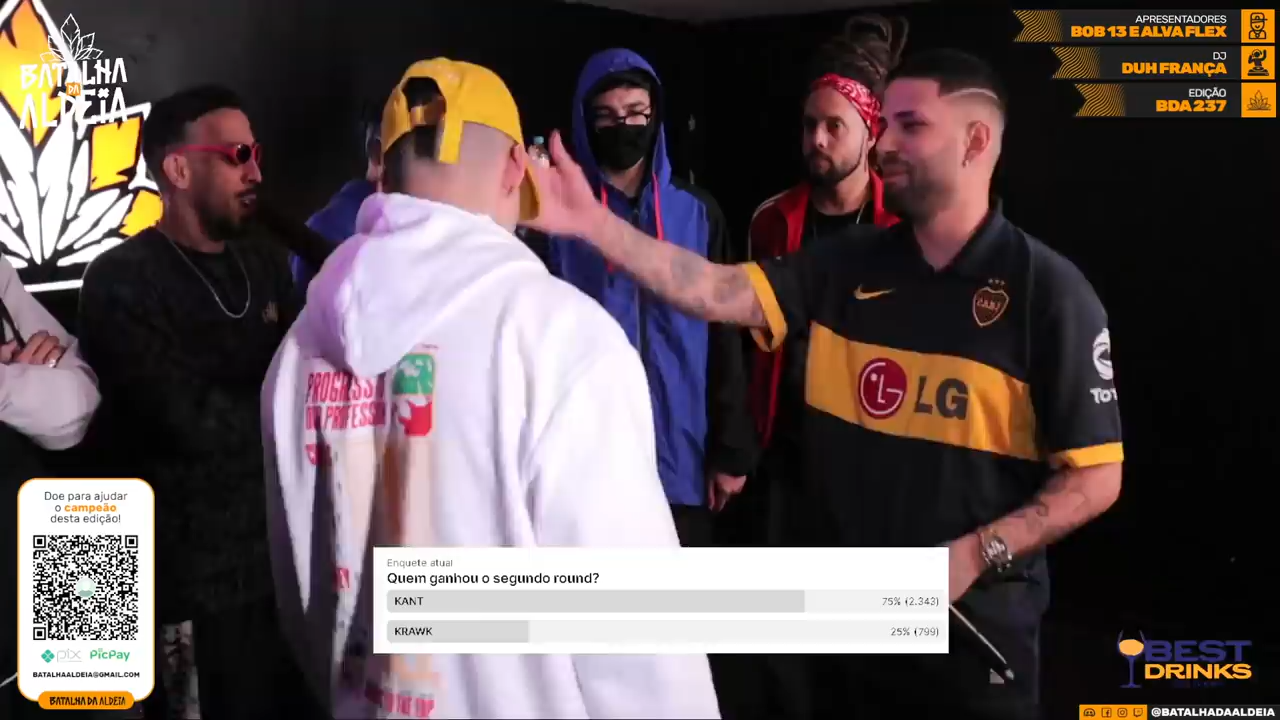 BATALHA
DA
ALDEIA
APRESENTADORES
BOB 13 E ALVA FLEX
DJ
DUH FRANÇA
EDIÇÃO
BDA 237
PROGRESSO
LG
Doe para ajudar
o campeão
desta edição!
pix PicPay
BATALHAALDEIA@GMAIL.COM
BATALHA DA ALDEIA
Enquete atual
Quem ganhou o segundo round?
KANT 75% (2.343)
KRAWK 25% (799)
BEST
DRINKS
@BATALHADAALDEIA